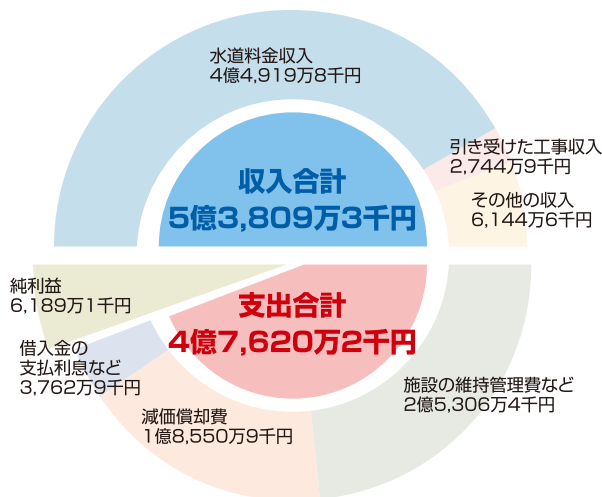 水道料金収入
4億4,919万8千円
引き受けた工事収入
2,744万9千円
その他の収入
6,144万6千円
収入合計
5億3,809万3千円
純利益
6,189万1千円
支出合計
4億7,620万2千円
借入金の
支払利息など
3,762万9千円
減価償却費
1億8,550万9千円
施設の維持管理費など
2億5,306万4千円